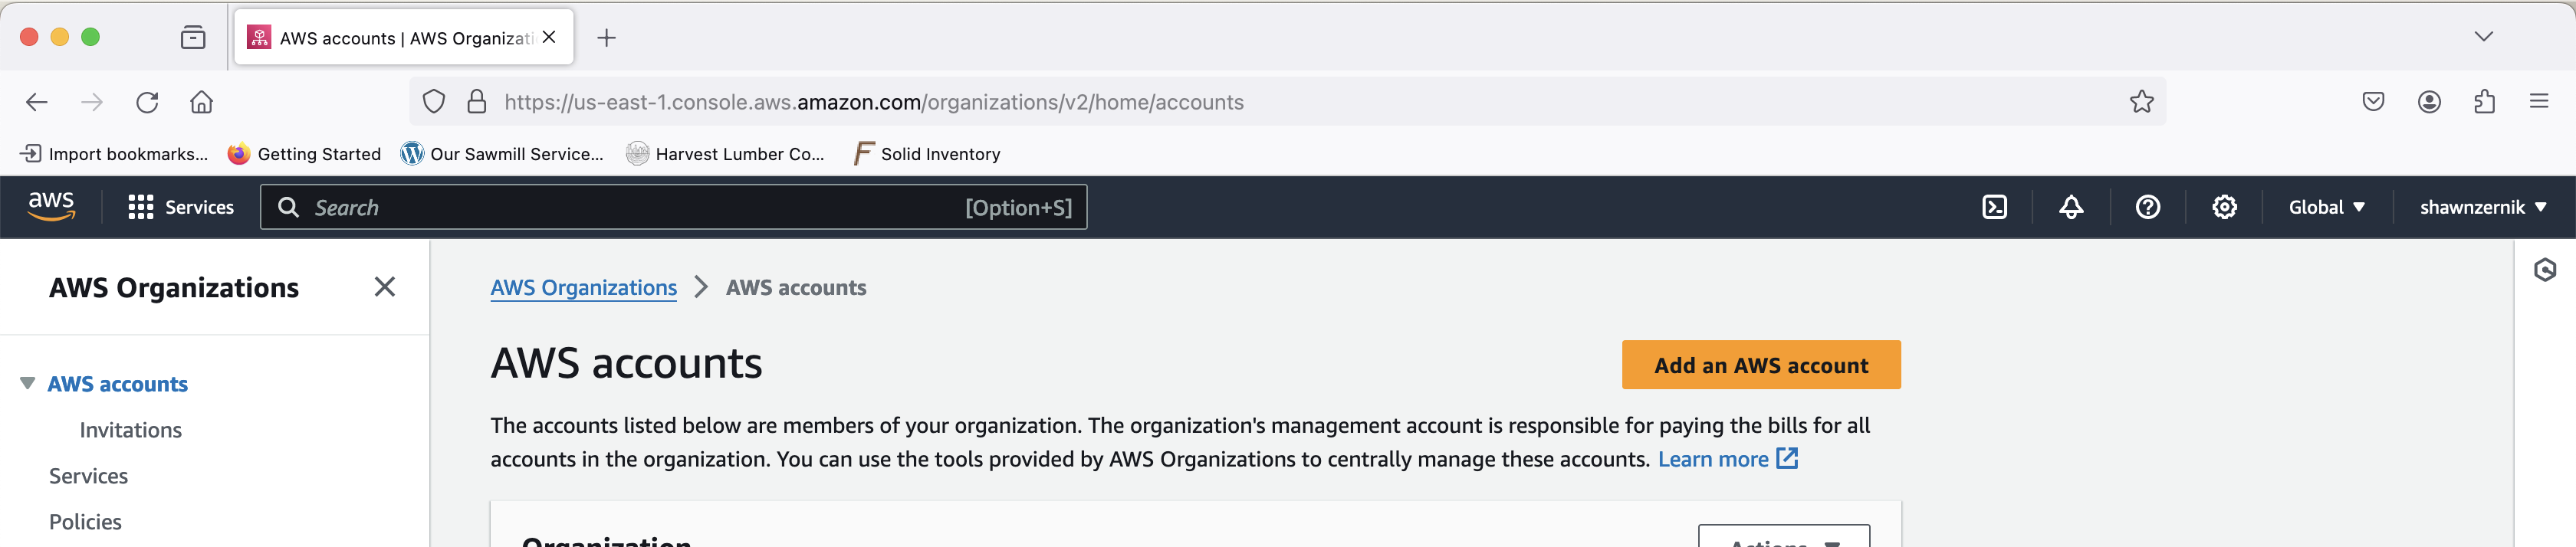 AWS accounts | AWS Organizati
https://us-east-1.console.aws.amazon.com/organizations/v2/home/accounts
Import bookmarks... Getting Started Our Sawmill Service... Harvest Lumber Co... Solid Inventory
aws Services Search [Option+S] Global shawnzernik
AWS Organizations
AWS accounts
Invitations
Services
Policies
AWS Organizations > AWS accounts
AWS accounts
Add an AWS account
The accounts listed below are members of your organization. The organization's management account is responsible for paying the bills for all
accounts in the organization. You can use the tools provided by AWS Organizations to centrally manage these accounts. Learn more
Organization
Actions